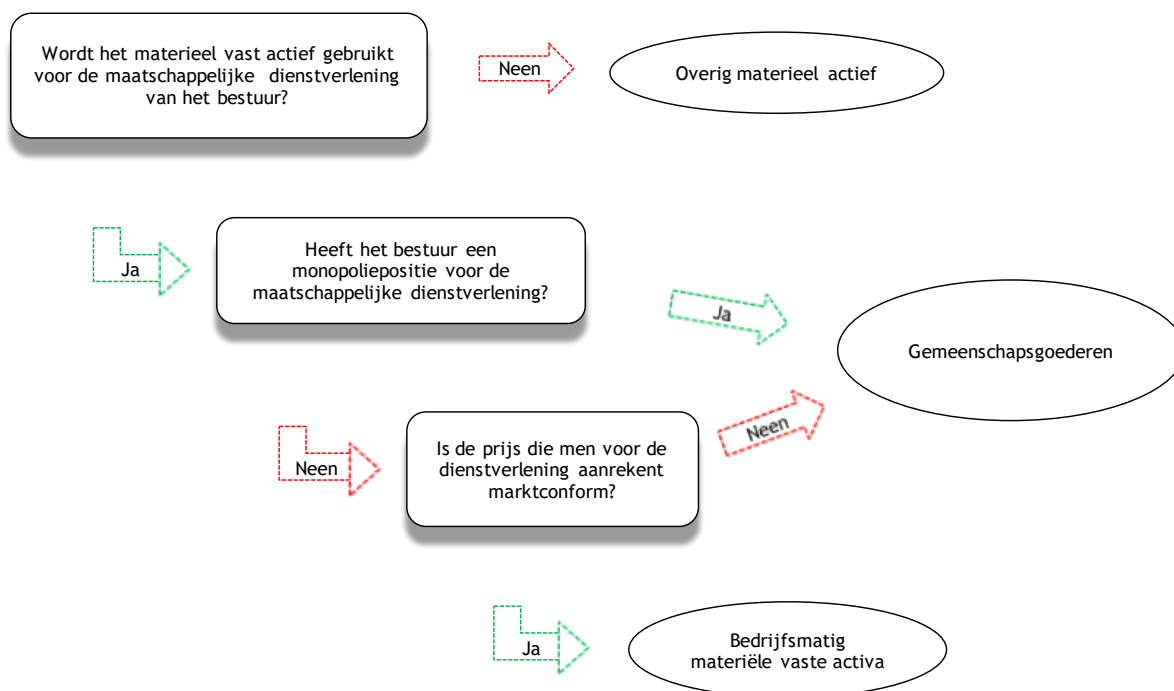 Wordt het materieel vast actief gebruikt
voor de maatschappelijke dienstverlening
van het bestuur?
Neen
Overig materieel actief
Ja
Heeft het bestuur een
monopoliepositie voor de
maatschappelijke dienstverlening?
Ja
Gemeenschapsgoederen
Neen
Is de prijs die men voor de
dienstverlening aanrekent
marktconform?
Neen
Ja
Bedrijfsmatig
materiële vaste activa